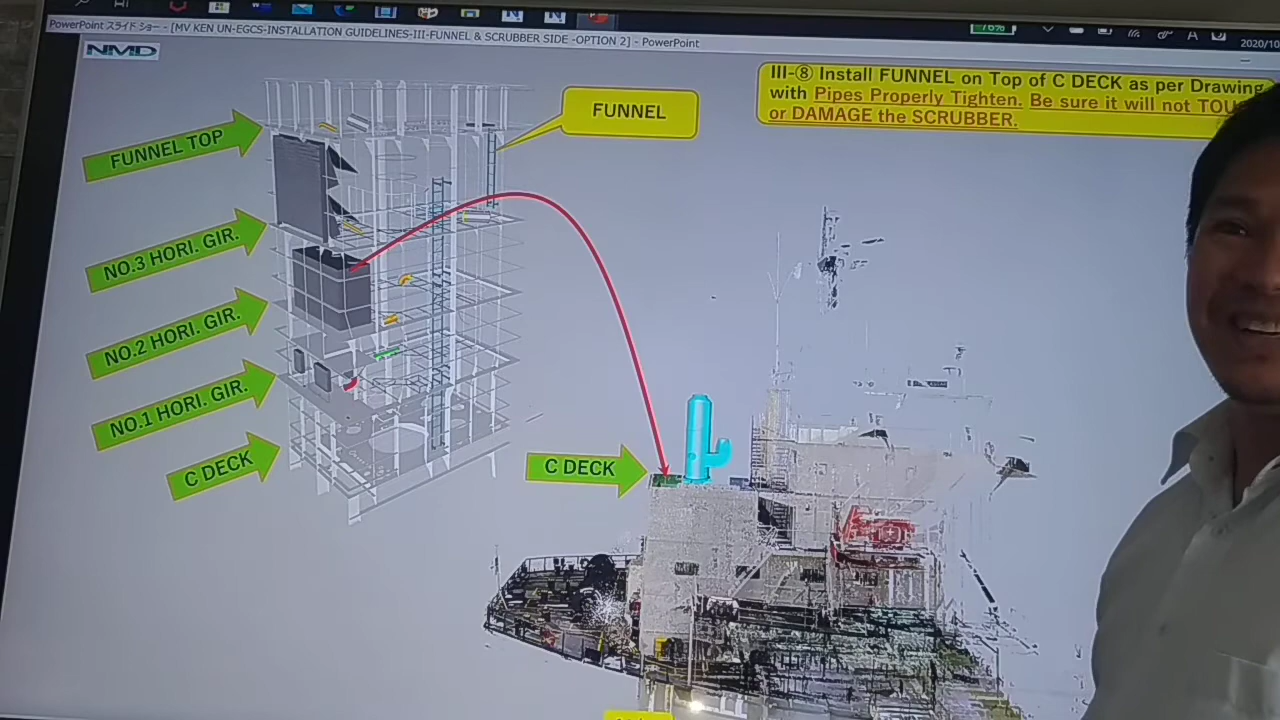 PowerPoint スライド ショー - [MV KEN UN-EGCS-INSTALLATION GUIDELINES-III-FUNNEL & SCRUBBER SIDE -OPTION 2] - PowerPoint
76%
2020/10
NMD
III-⑧ Install FUNNEL on Top of C DECK as per Drawing
with Pipes Properly Tighten. Be sure it will not
or DAMAGE the SCRUBBER.
FUNNEL
FUNNEL TOP
NO.3 HORI. GIR.
NO.2 HORI. GIR.
NO.1 HORI. GIR.
C DECK
C DECK